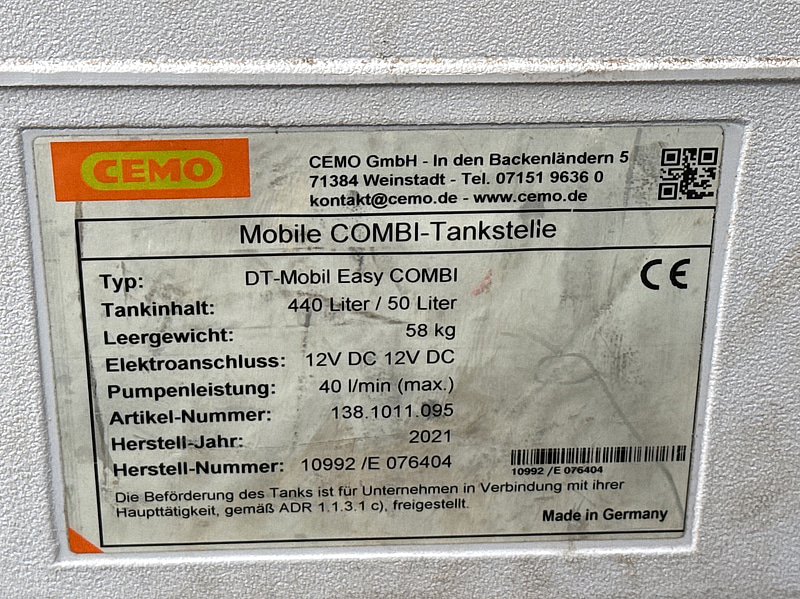 CEMO
CEMO GmbH - In den Backenländern 5
71384 Weinstadt - Tel. 07151 9636 0
kontakt@cemo.de - www.cemo.de
Mobile COMBI-Tankstelle
CE
Typ: DT-Mobil Easy COMBI
Tankinhalt: 440 Liter / 50 Liter
Leergewicht: 58 kg
Elektroanschluss: 12V DC 12V DC
Pumpenleistung: 40 l/min (max.)
Artikel-Nummer: 138.1011.095
Herstell-Jahr: 2021
Herstell-Nummer: 10992 /E 076404
10992 /E 076404
Die Beförderung des Tanks ist für Unternehmen in Verbindung mit ihrer
Haupttätigkeit, gemäß ADR 1.1.3.1 c), freigestellt.
Made in Germany